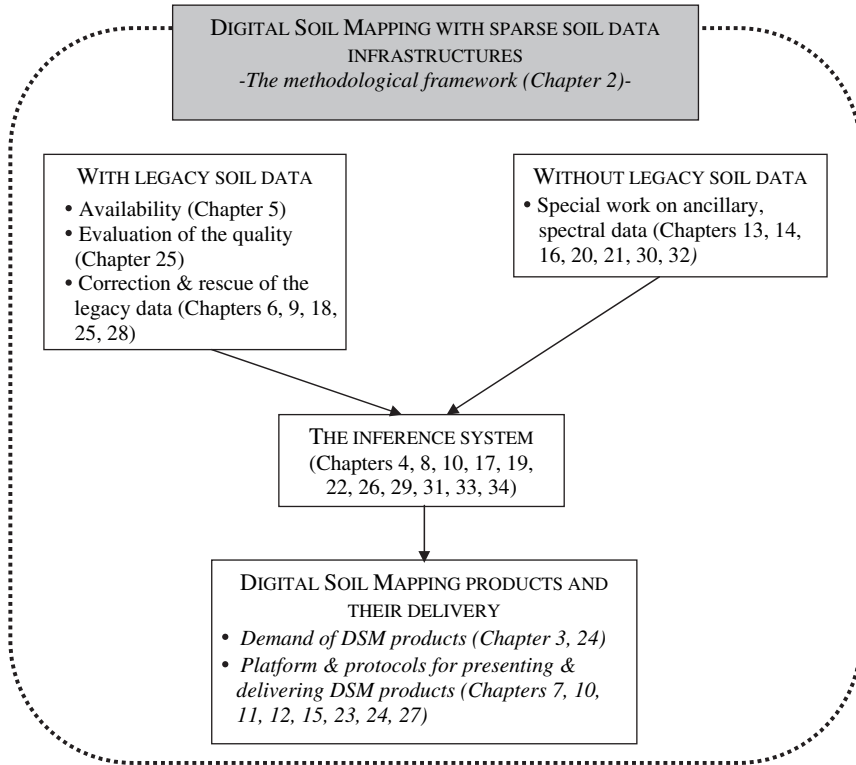 DIGITAL SOIL MAPPING WITH SPARSE SOIL DATA
INFRASTRUCTURES
-The methodological framework (Chapter 2)-
WITH LEGACY SOIL DATA
• Availability (Chapter 5)
• Evaluation of the quality
(Chapter 25)
• Correction & rescue of the
legacy data (Chapters 6, 9, 18,
25, 28)
WITHOUT LEGACY SOIL DATA
• Special work on ancillary,
spectral data (Chapters 13, 14,
16, 20, 21, 30, 32)
THE INFERENCE SYSTEM
(Chapters 4, 8, 10, 17, 19,
22, 26, 29, 31, 33, 34)
DIGITAL SOIL MAPPING PRODUCTS AND
THEIR DELIVERY
• Demand of DSM products (Chapter 3, 24)
• Platform & protocols for presenting &
delivering DSM products (Chapters 7, 10,
11, 12, 15, 23, 24, 27)